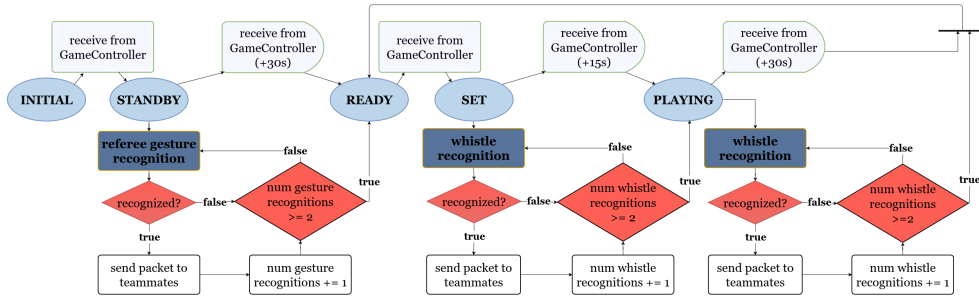 receive from
GameController
receive from
GameController
(+30s)
receive from
GameController
receive from
GameController
(+15s)
receive from
GameController
(+30s)
INITIAL
STANDBY
READY
SET
PLAYING
referee gesture
recognition
false
recognized?
false
num gesture
recognitions
>= 2
true
true
send packet to
teammates
num gesture
recognitions += 1
whistle
recognition
false
recognized?
false
num whistle
recognitions
>= 2
true
true
send packet to
teammates
num whistle
recognitions += 1
whistle
recognition
false
recognized?
false
num whistle
recognitions
>=2
true
true
send packet to
teammates
num whistle
recognitions += 1